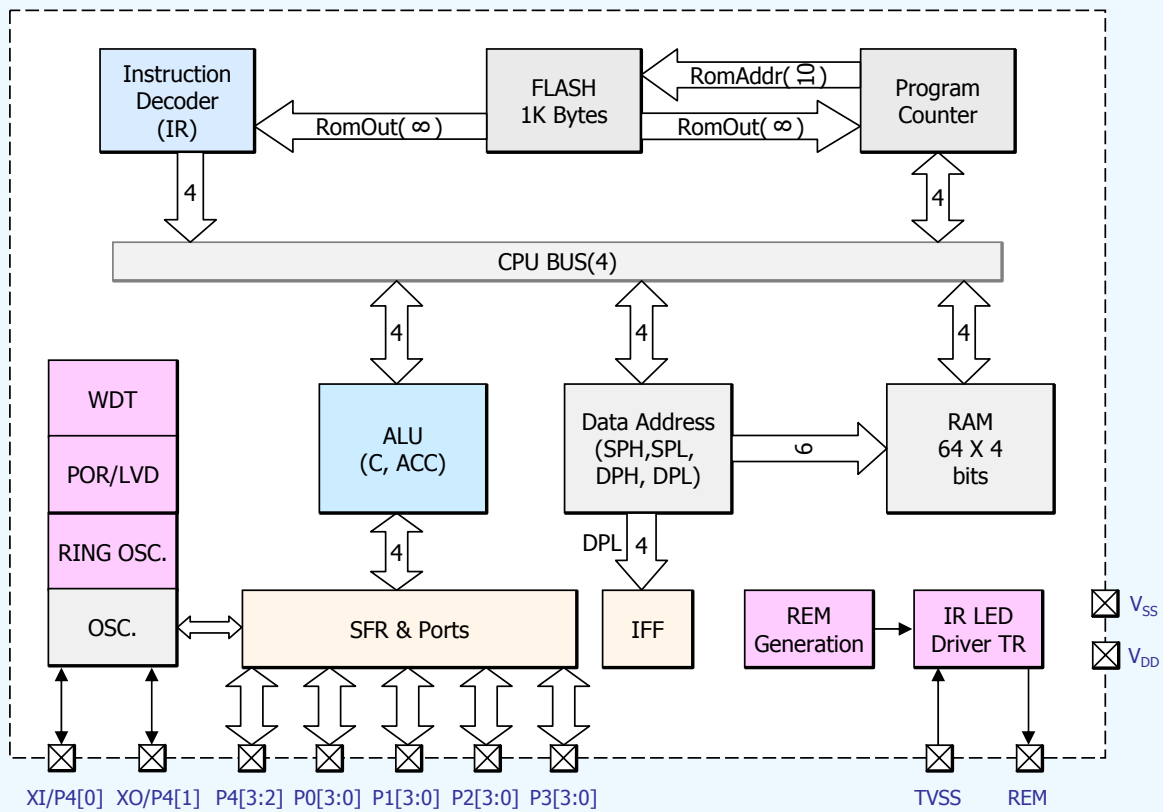 Instruction
Decoder
(IR)
FLASH
1K Bytes
Program
Counter
RomAddr(10)
RomOut(8)
RomOut(8)
4
4
CPU BUS(4)
4
4
4
WDT
POR/LVD
RING OSC.
OSC.
ALU
(C, ACC)
Data Address
(SPH,SPL,
DPH, DPL)
6
RAM
64 X 4
bits
4
DPL
4
SFR & Ports
IFF
REM
Generation
IR LED
Driver TR
VSS
VDD
XI/P4[0]
XO/P4[1]
P4[3:2]
P0[3:0]
P1[3:0]
P2[3:0]
P3[3:0]
TVSS
REM